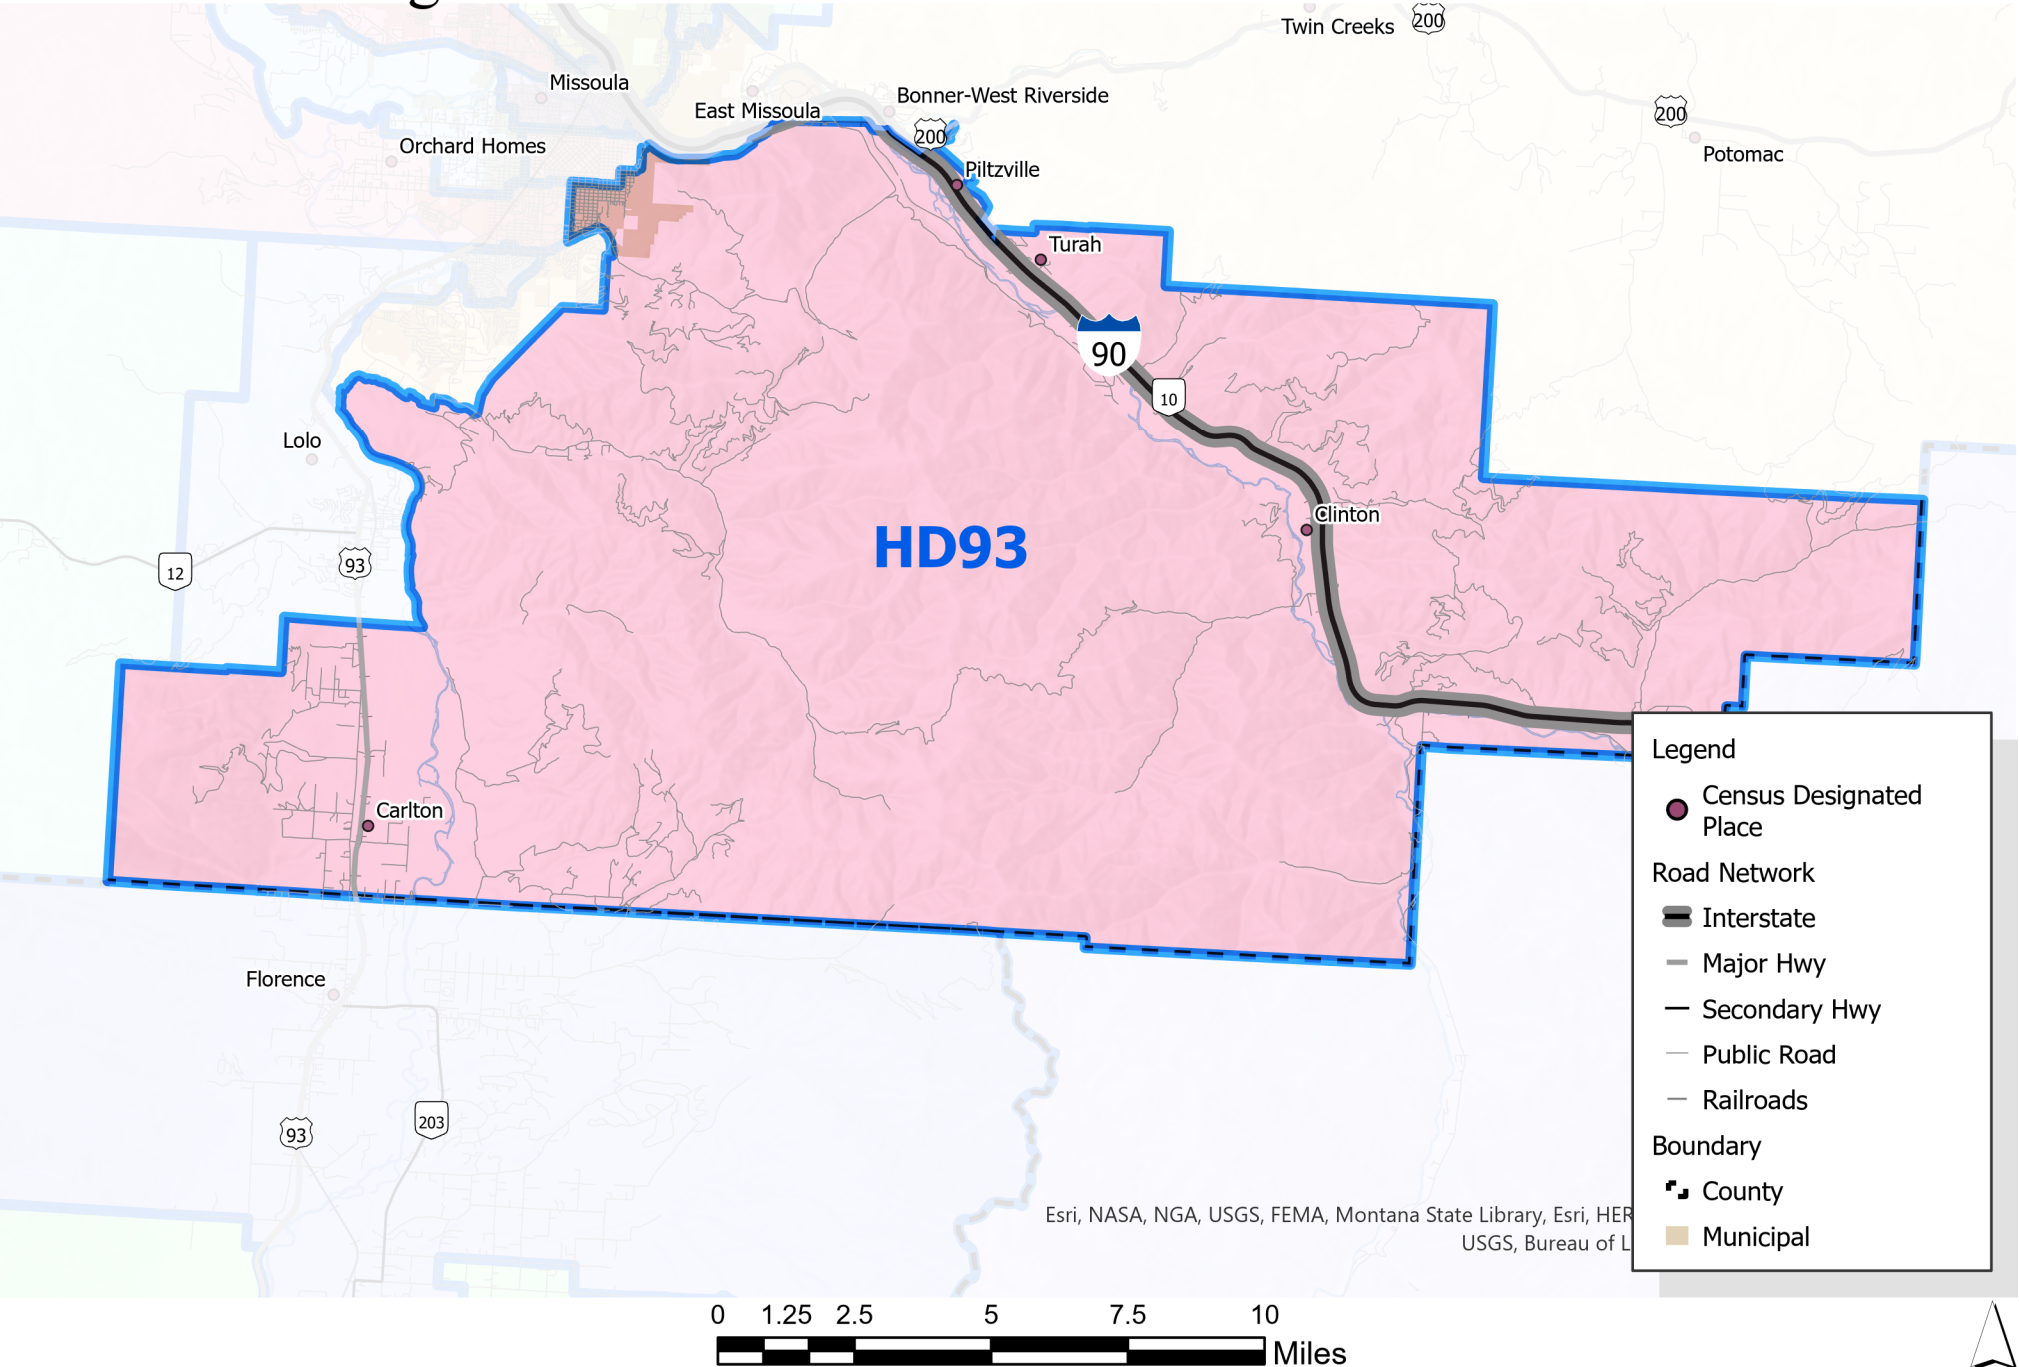 g
Twin Creeks
200
Missoula
East Missoula
Bonner-West Riverside
200
200
Orchard Homes
Potomac
Piltzville
Turah
90
10
Lolo
Clinton
HD93
12
93
Carlton
Florence
93
203
Legend
Census Designated
Place
Road Network
Interstate
Major Hwy
Secondary Hwy
Public Road
Railroads
Boundary
County
Municipal
Esri, NASA, NGA, USGS, FEMA, Montana State Library, Esri, HER
USGS, Bureau of L
0 1.25 2.5 5 7.5 10
Miles